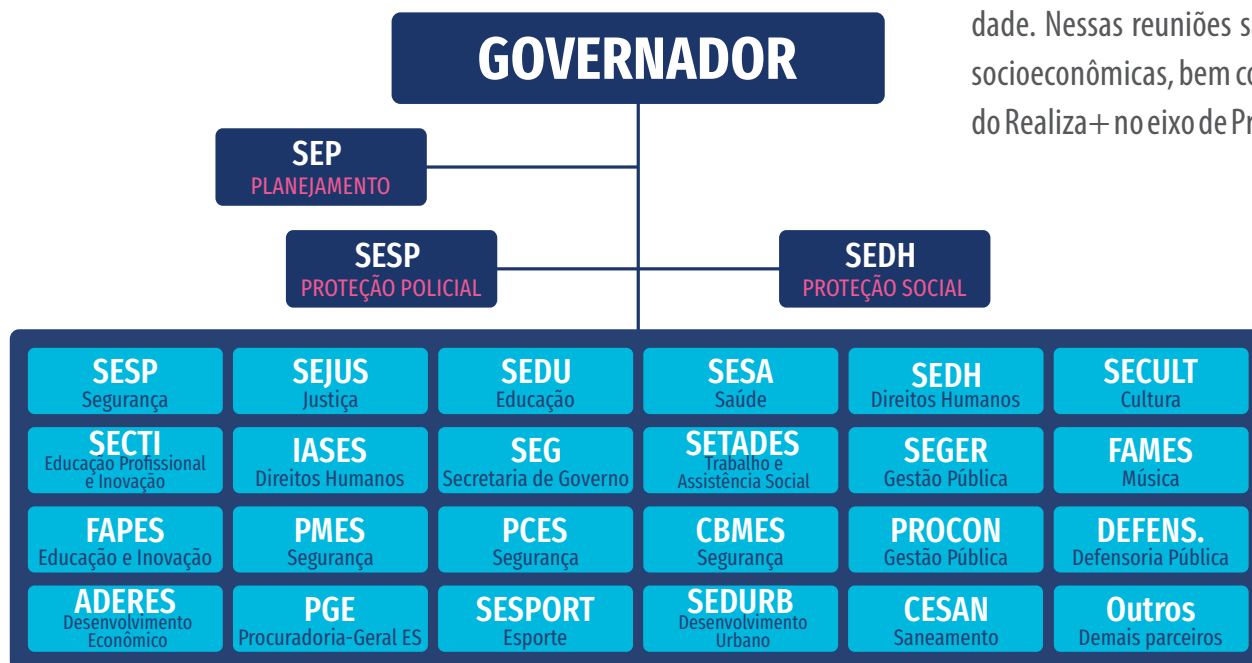 GOVERNADOR
dade. Nessas reuniões
socioeconômicas, bem
do Realiza+ no eixo de
SEP
PLANEJAMENTO
SESP
PROTEÇÃO POLICIAL
SEDH
PROTEÇÃO SOCIAL
SESP
Segurança
SEJUS
Justiça
SEDU
Educação
SESA
Saúde
SEDH
Direitos Humanos
SECULT
Cultura
SECTI
Educação Profissional
e Inovação
IASES
Direitos Humanos
SEG
Secretaria de Governo
SETADES
Trabalho e
Assistência Social
SEGER
Gestão Pública
FAMES
Música
FAPES
Educação e Inovação
PMES
Segurança
PCES
Segurança
CBMES
Segurança
PROCON
Gestão Pública
DEFENS.
Defensoria Pública
ADERES
Desenvolvimento
Econômico
PGE
Procuradoria-Geral ES
SESPORT
Esporte
SEDURB
Desenvolvimento
Urbano
CESAN
Saneamento
Outros
Demais parceiros